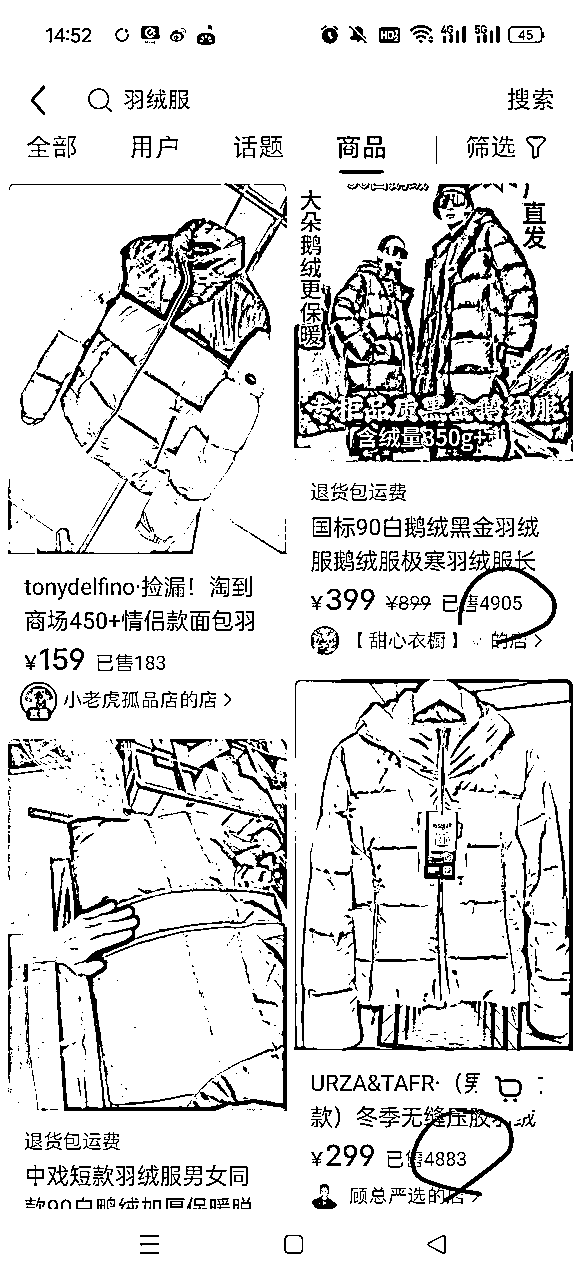 14:52
HD2
4G
5G
45
羽绒服
搜索
全部
用户
话题
商品
筛选
大朵鹅绒更保暖
直发
专柜品质黑金鹅绒服
含绒量350g+
tonydelfino·捡漏！淘到
商场450+情侣款面包羽
¥159 已售183
小老虎孤品店的店
退货包运费
国标90白鹅绒黑金羽绒
服鹅绒服极寒羽绒服长
¥399 ¥899 已售4905
【甜心衣橱】 的店
退货包运费
中戏短款羽绒服男女同
款90白鸭绒加厚保暖脱
URZA&TAFR·（男
款）冬季无缝压胶羽绒
¥299 已售4883
顾总严选的店